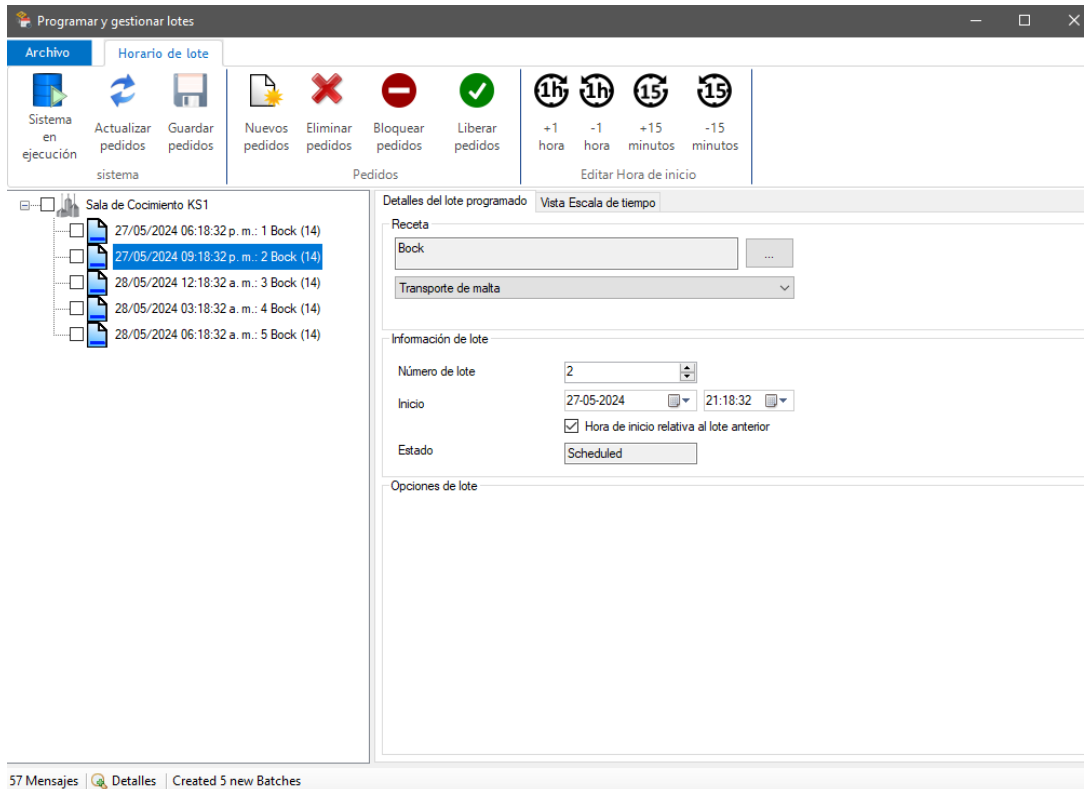 Programar y gestionar lotes
Archivo
Horario de lote
Sistema en ejecución
Actualizar pedidos
Guardar pedidos
sistema
Nuevos pedidos
Eliminar pedidos
Bloquear pedidos
Liberar pedidos
Pedidos
1h
+1 hora
1h
-1 hora
15
+15 minutos
15
-15 minutos
Editar Hora de inicio
Sala de Cocimiento KS1
27/05/2024 06:18:32 p. m.: 1 Bock (14)
27/05/2024 09:18:32 p. m.: 2 Bock (14)
28/05/2024 12:18:32 a. m.: 3 Bock (14)
28/05/2024 03:18:32 a. m.: 4 Bock (14)
28/05/2024 06:18:32 a. m.: 5 Bock (14)
Detalles del lote programado
Vista Escala de tiempo
Receta
Bock
...
Transporte de malta
Información de lote
Número de lote 2
Inicio 27-05-2024 21:18:32
Hora de inicio relativa al lote anterior
Estado Scheduled
Opciones de lote
57 Mensajes Detalles Created 5 new Batches